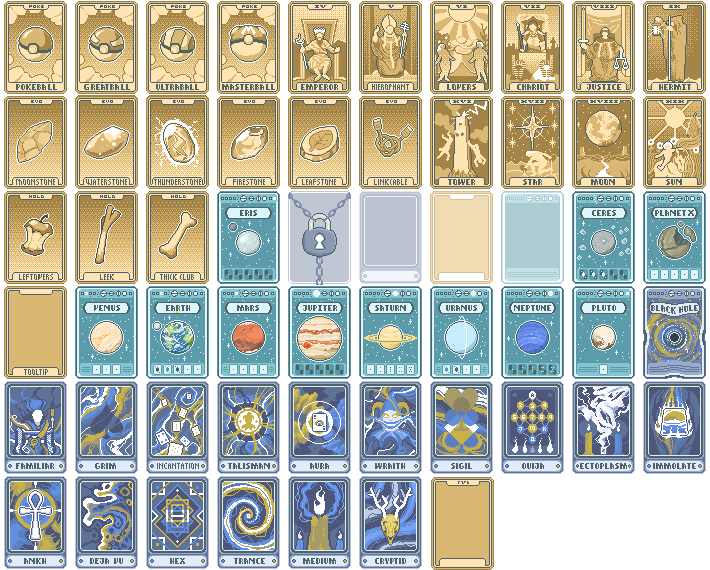 POKE
POKE
POKE
POKE
IV
V
VI
VII
VIII
IX
POKEBALL
GREATBALL
ULTRABALL
MASTERBALL
EMPEROR
HIEROPHANT
LOVERS
CHARIOT
JUSTICE
HERMIT
EVO
EVO
EVO
EVO
EVO
EVO
XVI
XVII
XVIII
XIX
MOONSTONE
WATERSTONE
THUNDERSTONE
FIRESTONE
LEAFSTONE
LINKCABLE
TOWER
STAR
MOON
SUN
HOLD
HOLD
HOLD
ERIS
CERES
PLANET X
LEFTOVERS
LEEK
THICK CLUB
VENUS
EARTH
MARS
JUPITER
SATURN
URANUS
NEPTUNE
PLUTO
BLACK HOLE
TOOLTIP
FAMILIAR
GRIM
INCANTATION
TALISMAN
AURA
WRAITH
SIGIL
OUIJA
ECTOPLASM
IMMOLATE
EVO
ANKH
DEJA VU
HEX
TRANCE
MEDIUM
CRYPTID